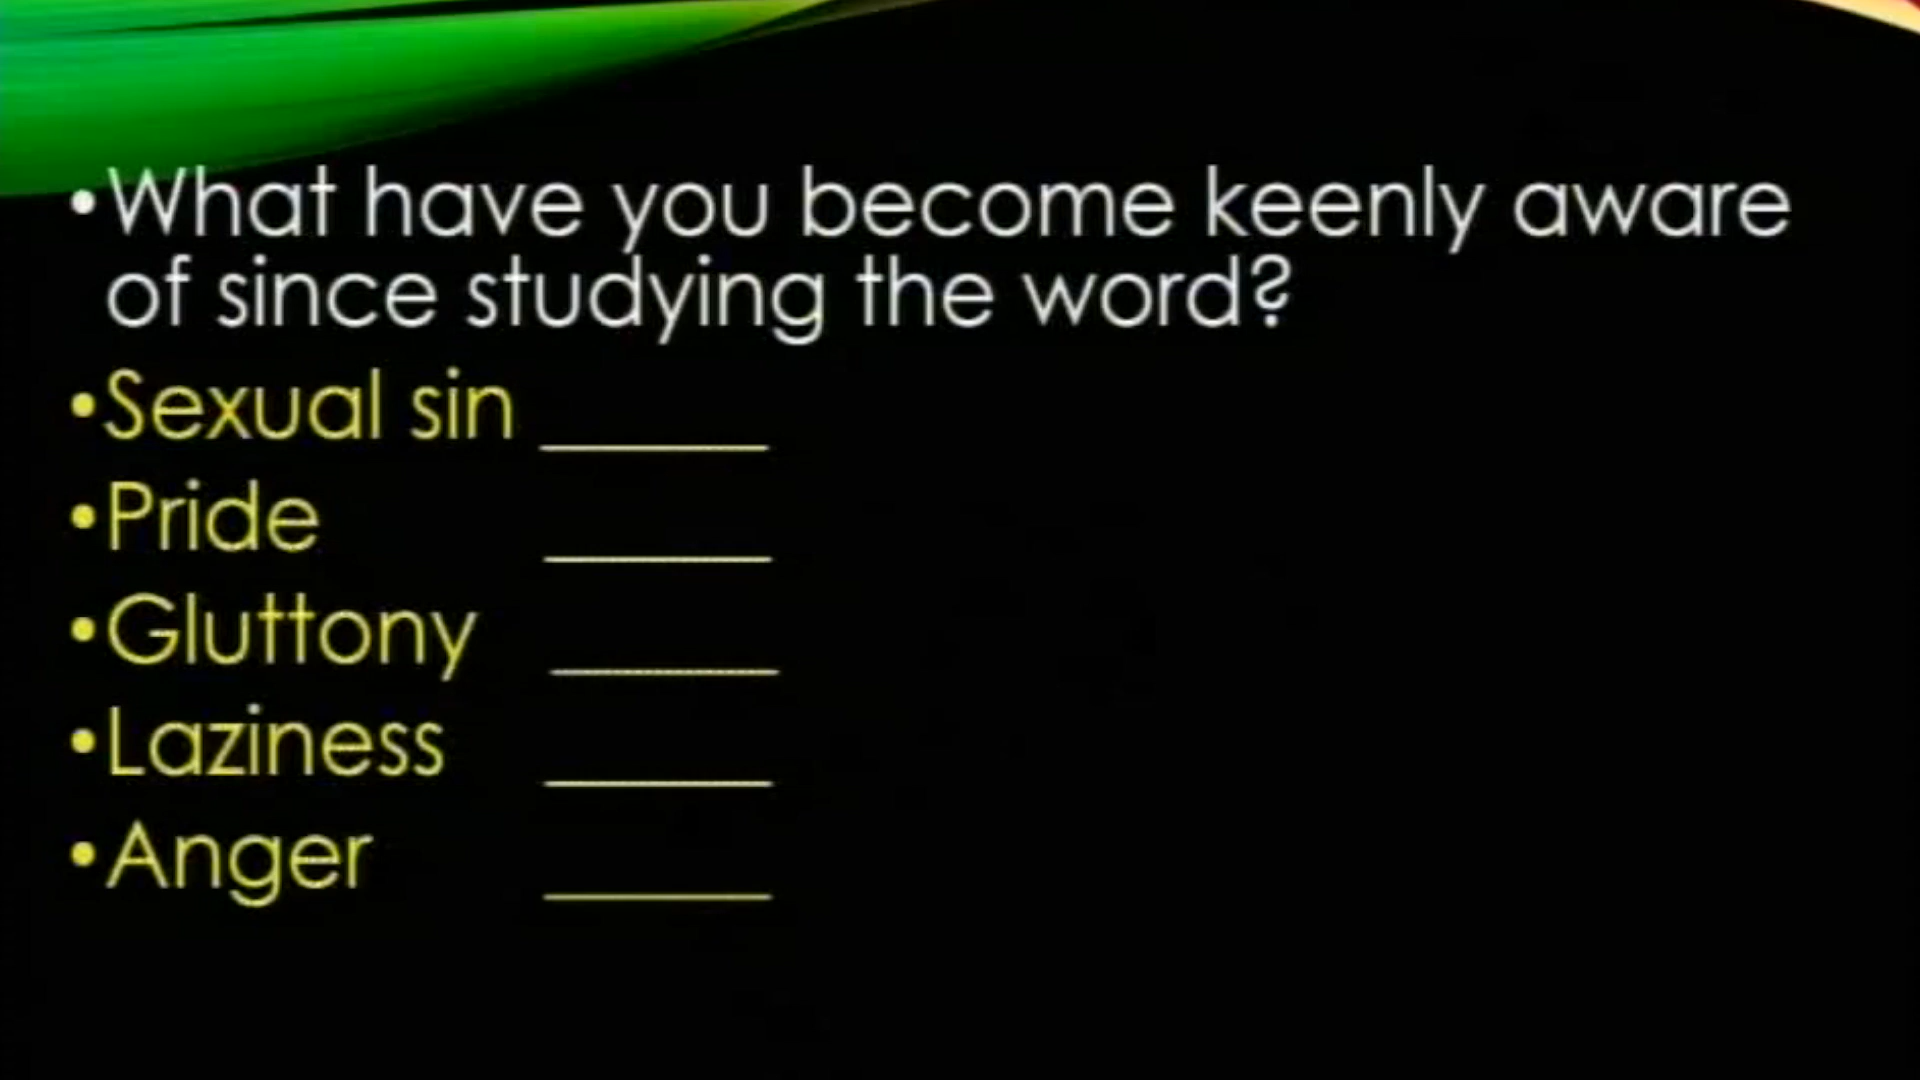 •What have you become keenly aware
of since studying the word?
•Sexual sin ______
•Pride ______
•Gluttony ______
•Laziness ______
•Anger ______